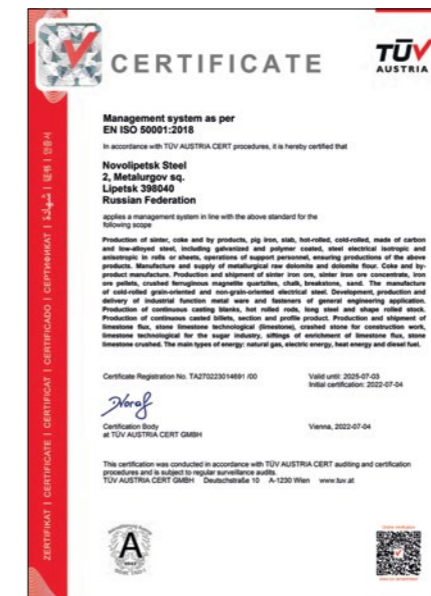 CERTIFICATE
TÜV
AUSTRIA
Management system as per
EN ISO 50001:2018
In accordance with TÜV AUSTRIA CERT procedures, it is hereby certified that
Novolipetsk Steel
2, Metalurgov sq.
Lipetsk 398040
Russian Federation
applies a management system in line with the above standard for the
following scope
Production of sinter, coke and by products, pig iron, slab, hot-rolled, cold-rolled, made of carbon
and low-alloyed steel, including galvanized and polymer coated, steel electrical isotropic and
anisotropic in rolls or sheets, operations of support personnel, ensuring productions of the above
products. Manufacture and supply of metallurgical raw dolomite and dolomite flour. Coke and by-
product manufacture. Production and shipment of sinter iron ore, sinter iron ore concentrate, iron
ore pellets, crushed ferruginous magnetite quartzites, chalk, breakstone, sand. The manufacture
of cold-rolled grain-oriented and non-grain-oriented electrical steel. Development, production and
delivery of industrial function metal ware and fasteners of general engineering application.
Production of continuous casting blanks, hot rolled rods, long steel and shape rolled stock.
Production of continuous casted billets, section and profile product. Production and shipment of
limestone flux, stone limestone technological (limestone), crashed stone for construction work,
limestone technological for the sugar industry, siftings of enrichment of limestone flux, stone
limestone crushed. The main types of energy: natural gas, electric energy, heat energy and diesel fuel.
Certificate Registration No. TA270223014691 /00
Valid until: 2025-07-03
Initial certification: 2022-07-04
Certification Body
at TÜV AUSTRIA CERT GMBH
Vienna, 2022-07-04
This certification was conducted in accordance with TÜV AUSTRIA CERT auditing and certification
procedures and is subject to regular surveillance audits.
TÜV AUSTRIA CERT GMBH Deutschstraße 10 A-1230 Wien www.tuv.at
ZERTIFIKAT | CERTIFICATE | CERTIFICAT | CERTIFICADO | СЕРТИФИКАТ | شهادة | 证书 | 인증서
A